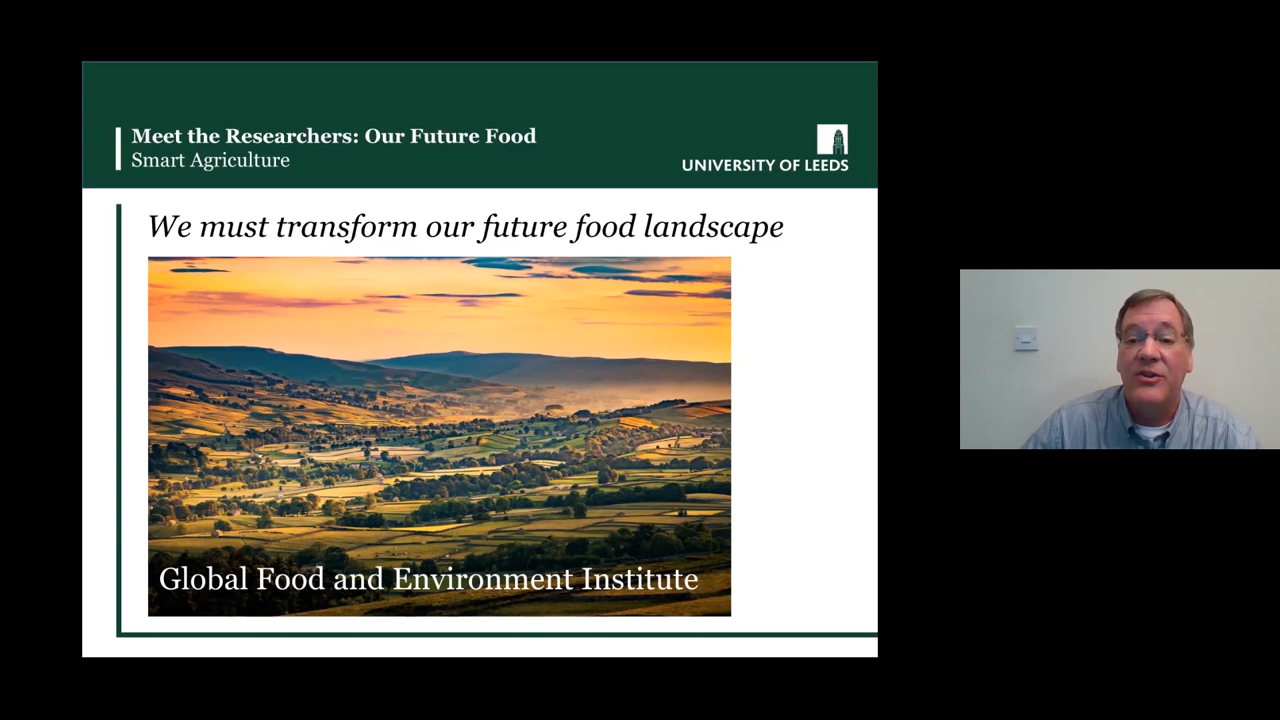 Meet the Researchers: Our Future Food
Smart Agriculture
UNIVERSITY OF LEEDS
We must transform our future food landscape
Global Food and Environment Institute